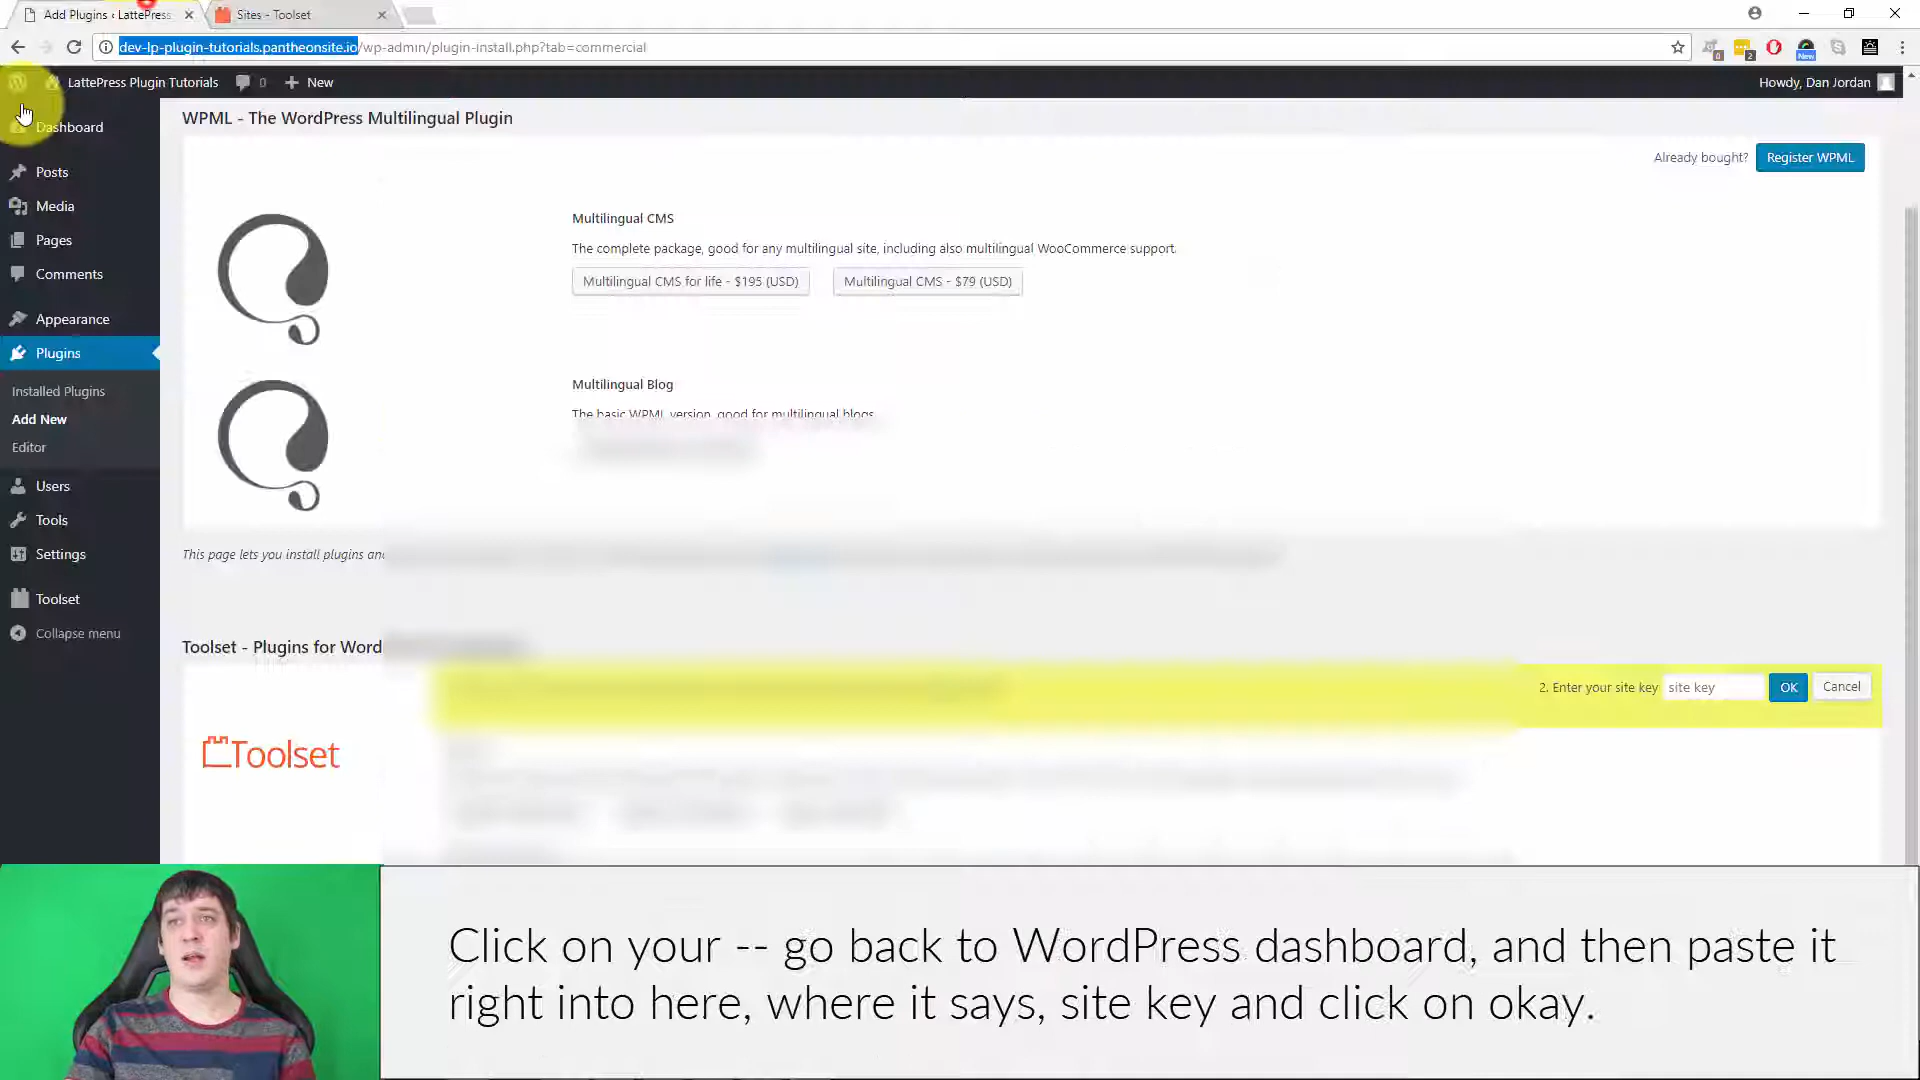 Add Plugins ‹ LattePress
Sites - Toolset
dev-lp-plugin-tutorials.pantheonsite.io/wp-admin/plugin-install.php?tab=commercial
0
2
New
LattePress Plugin Tutorials
0
New
Howdy, Dan Jordan
Dashboard
Posts
Media
Pages
Comments
Appearance
Plugins
Installed Plugins
Add New
Editor
Users
Tools
Settings
Toolset
Collapse menu
WPML - The WordPress Multilingual Plugin
Already bought? Register WPML
Multilingual CMS
The complete package, good for any multilingual site, including also multilingual WooCommerce support.
Multilingual CMS for life - $195 (USD)
Multilingual CMS - $79 (USD)
Multilingual Blog
The basic WPML version, good for multilingual blogs.
This page lets you install plugins and
Toolset - Plugins for Word
2. Enter your site key site key OK Cancel
Toolset
Click on your -- go back to WordPress dashboard, and then paste it
right into here, where it says, site key and click on okay.